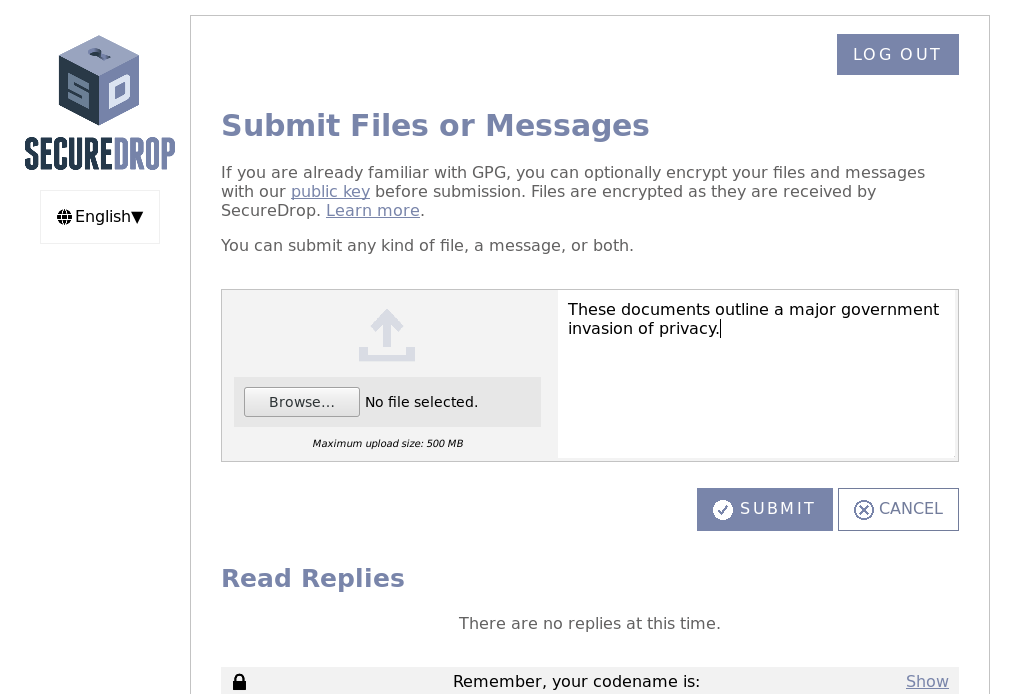 SD
SECUREDROP
English▼
LOG OUT
Submit Files or Messages
If you are already familiar with GPG, you can optionally encrypt your files and messages
with our public key before submission. Files are encrypted as they are received by
SecureDrop. Learn more.
You can submit any kind of file, a message, or both.
Browse...
No file selected.
Maximum upload size: 500 MB
These documents outline a major government
invasion of privacy.
SUBMIT
CANCEL
Read Replies
There are no replies at this time.
Remember, your codename is:
Show